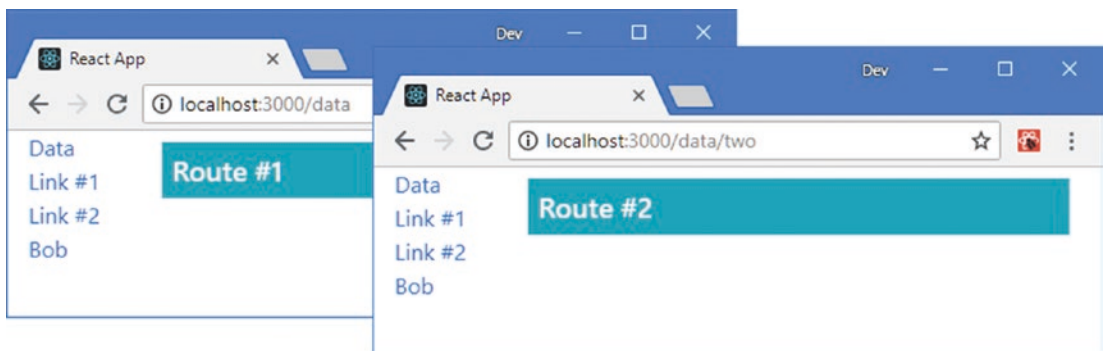 Dev
React App
localhost:3000/data
Data
Link #1
Link #2
Bob
Route #1
Dev
React App
localhost:3000/data/two
Data
Link #1
Link #2
Bob
Route #2